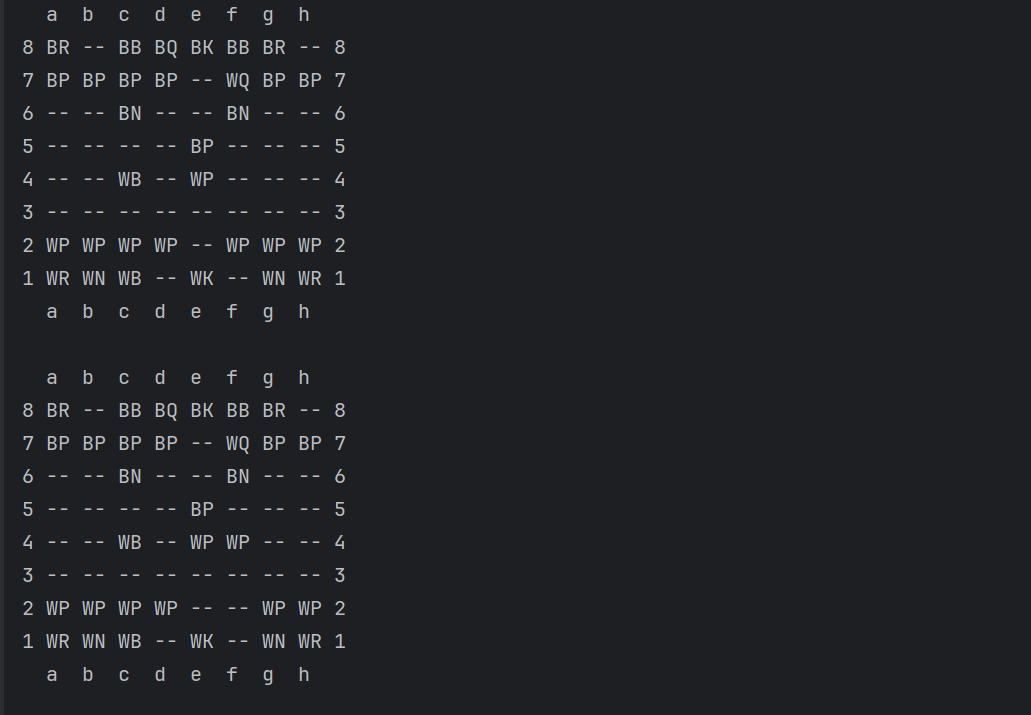 a b c d e f g h
8 BR -- BB BQ BK BB BR -- 8
7 BP BP BP BP -- WQ BP BP 7
6 -- -- BN -- -- BN -- -- 6
5 -- -- -- -- BP -- -- -- 5
4 -- -- WB -- WP -- -- -- 4
3 -- -- -- -- -- -- -- -- 3
2 WP WP WP WP -- WP WP WP 2
1 WR WN WB -- WK -- WN WR 1
a b c d e f g h
a b c d e f g h
8 BR -- BB BQ BK BB BR -- 8
7 BP BP BP BP -- WQ BP BP 7
6 -- -- BN -- -- BN -- -- 6
5 -- -- -- -- BP -- -- -- 5
4 -- -- WB -- WP WP -- -- 4
3 -- -- -- -- -- -- -- -- 3
2 WP WP WP WP -- -- WP WP 2
1 WR WN WB -- WK -- WN WR 1
a b c d e f g h